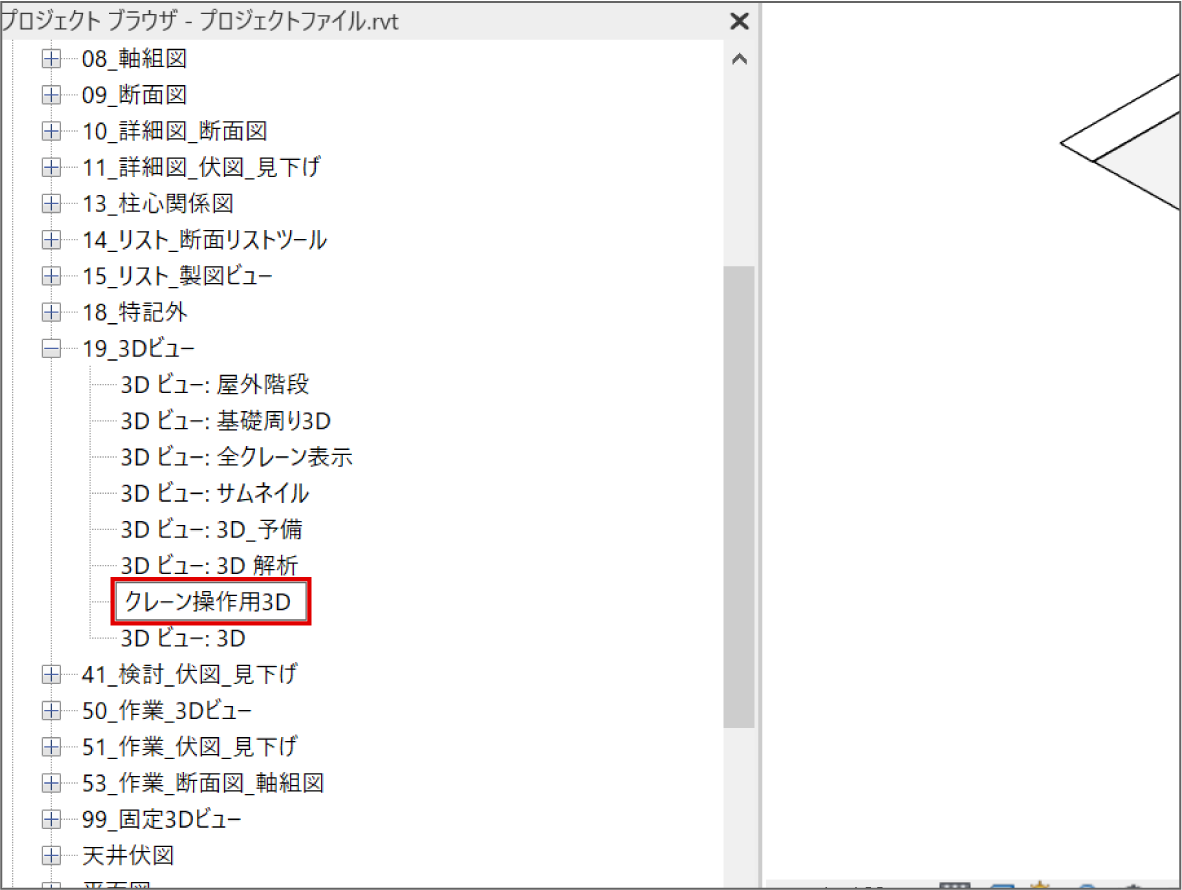 プロジェクト ブラウザ - プロジェクトファイル.rvt
08_軸組図
09_断面図
10_詳細図_断面図
11_詳細図_伏図_見下げ
13_柱心関係図
14_リスト_断面リストツール
15_リスト_製図ビュー
18_特記外
19_3Dビュー
3D ビュー: 屋外階段
3D ビュー: 基礎周り3D
3D ビュー: 全クレーン表示
3D ビュー: サムネイル
3D ビュー: 3D_予備
3D ビュー: 3D 解析
クレーン操作用3D
3D ビュー: 3D
41_検討_伏図_見下げ
50_作業_3Dビュー
51_作業_伏図_見下げ
53_作業_断面図_軸組図
99_固定3Dビュー
天井伏図
平面図